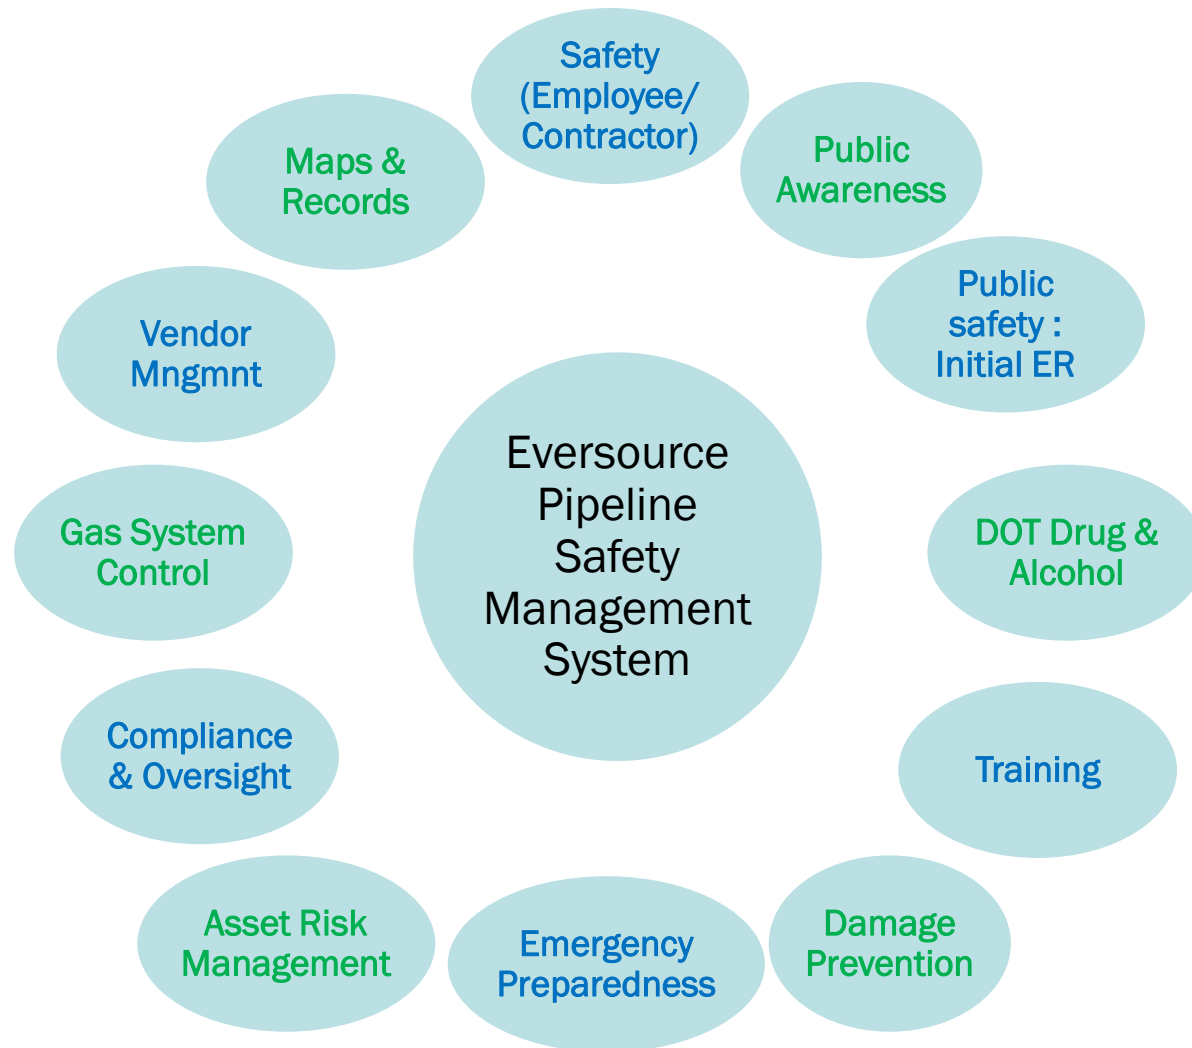 Safety
(Employee/
Contractor)
Public
Awareness
Public
safety :
Initial ER
DOT Drug &
Alcohol
Training
Damage
Prevention
Emergency
Preparedness
Asset Risk
Management
Compliance
& Oversight
Gas System
Control
Vendor
Mngmnt
Maps &
Records
Eversource
Pipeline
Safety
Management
System